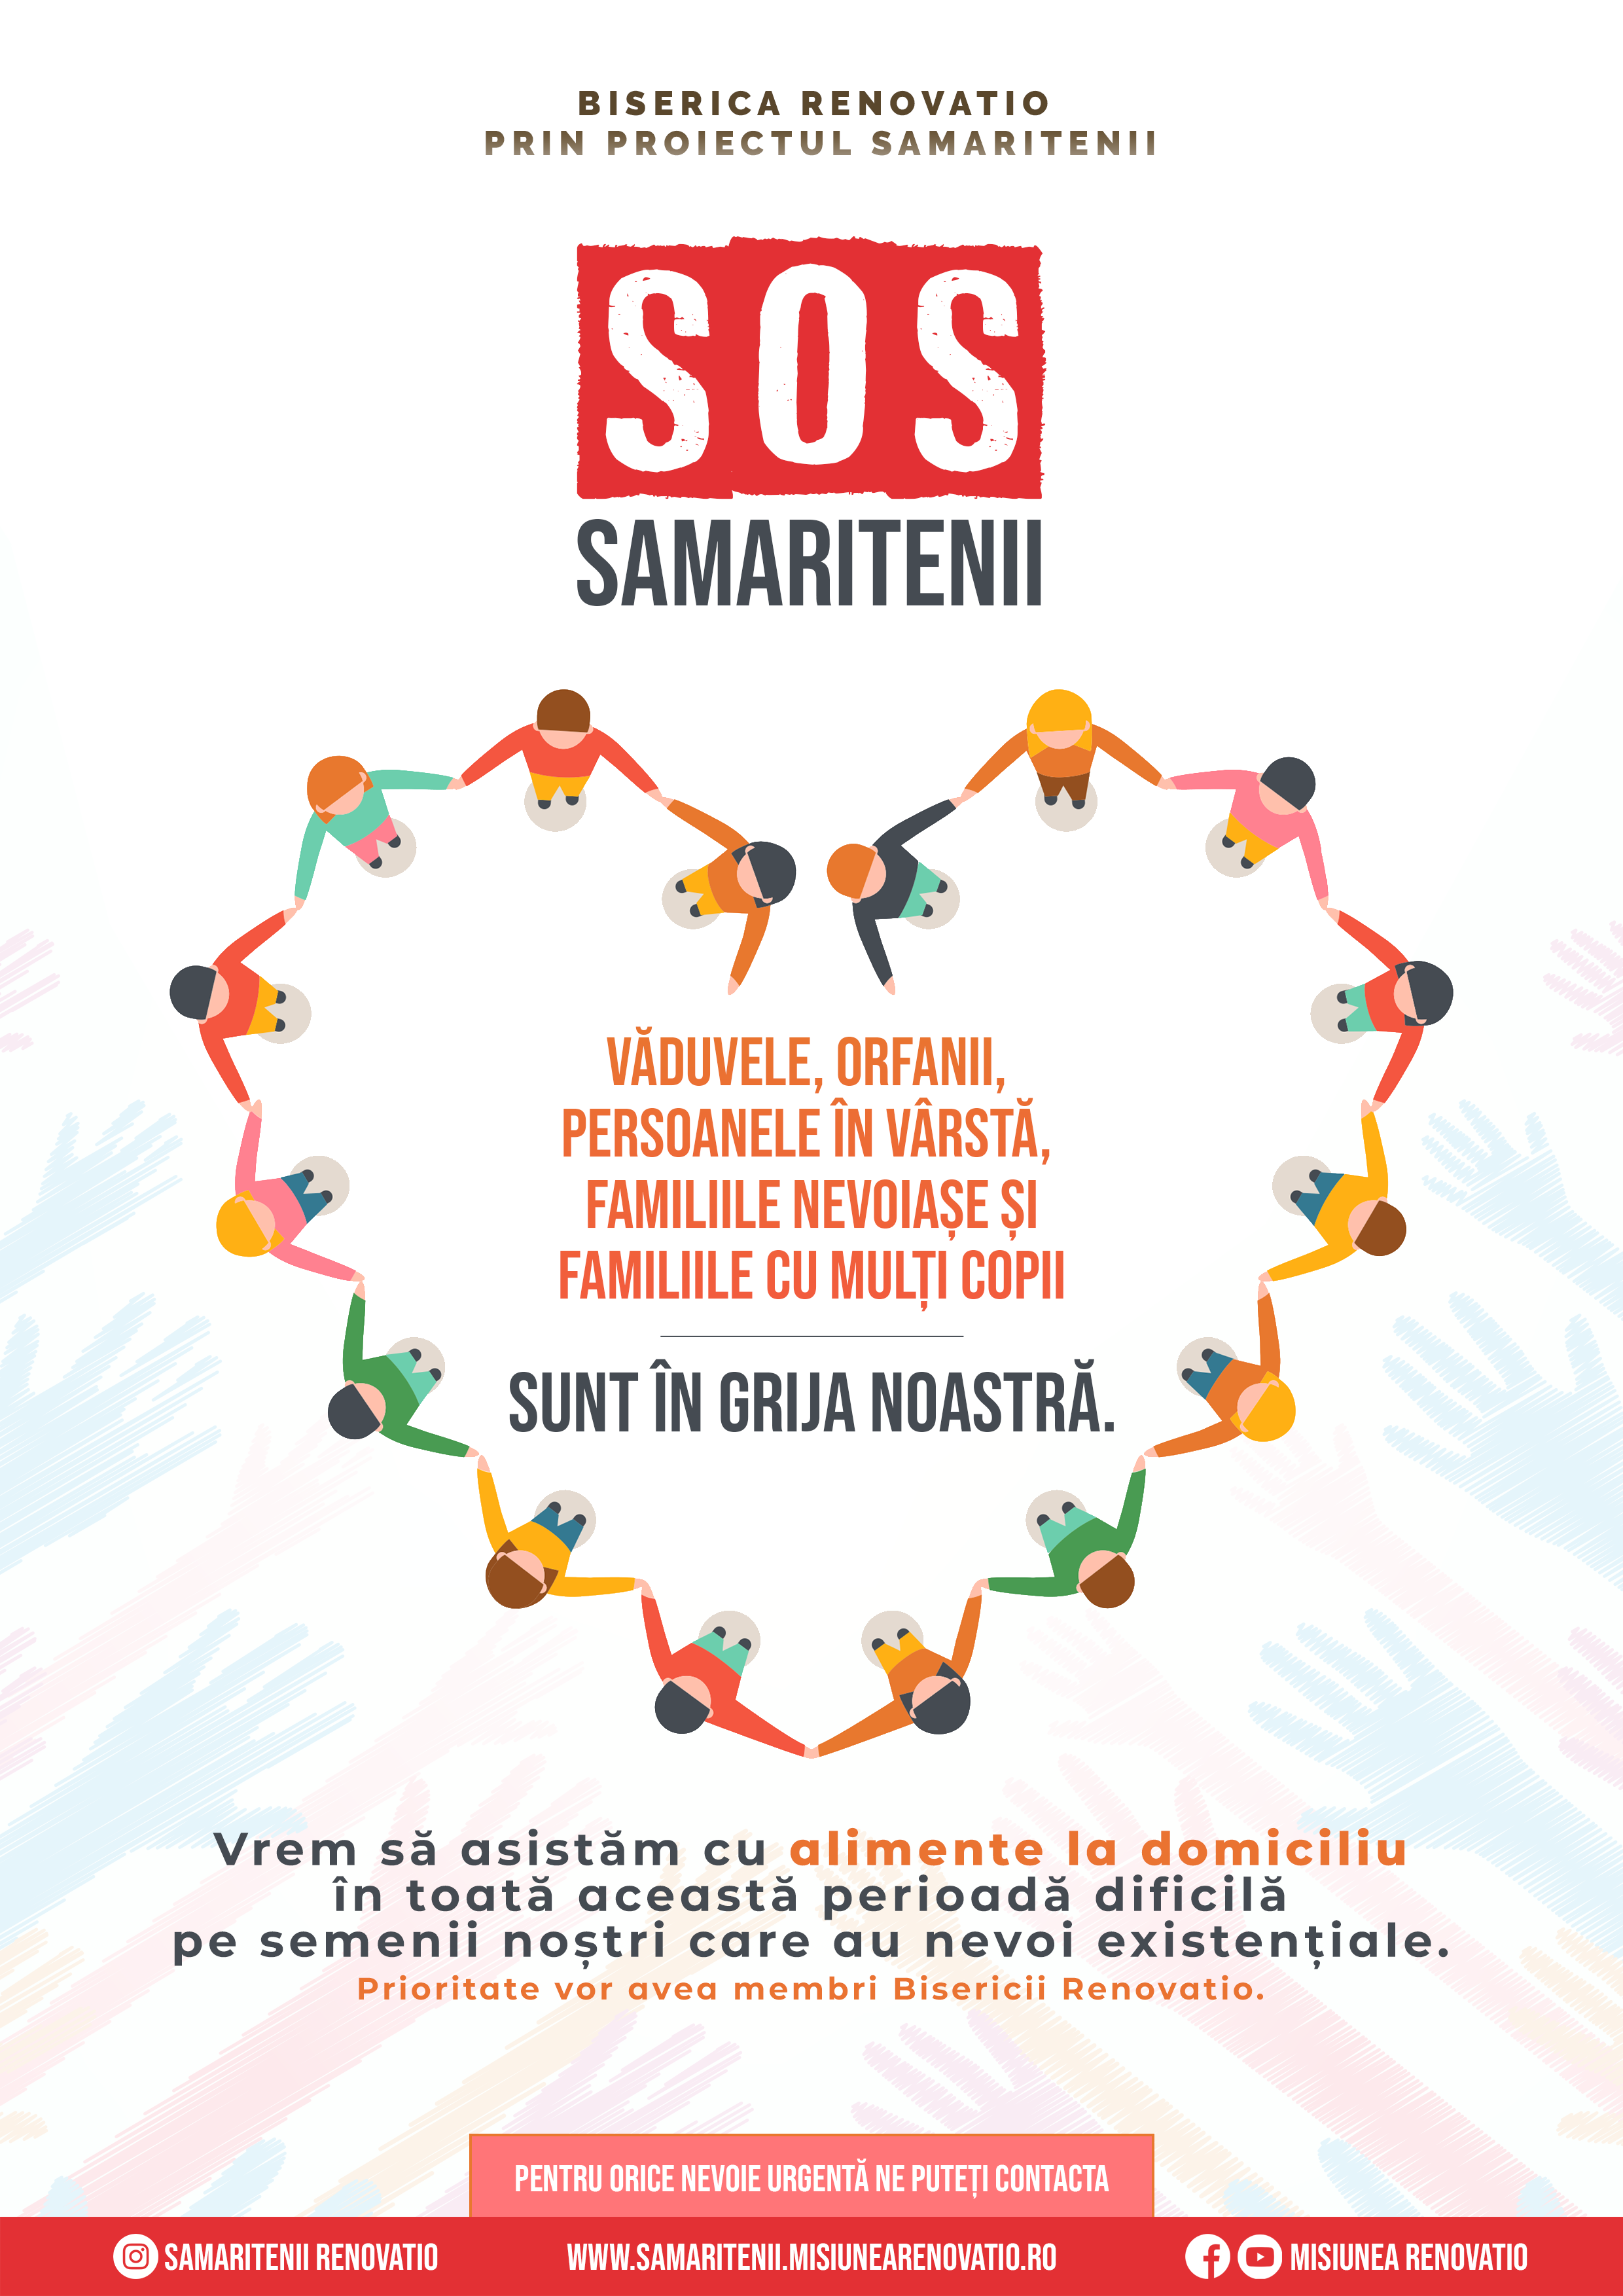 BISERICA RENOVATIO
PRIN PROIECTUL SAMARITENII
SOS
SAMARITENII
VĂDUVELE, ORFANII,
PERSOANELE ÎN VÂRSTĂ,
FAMILIILE NEVOIAȘE ȘI
FAMILIILE CU MULȚI COPII
SUNT ÎN GRIJA NOASTRĂ.
Vrem să asistăm cu alimente la domiciliu
în toată această perioadă dificilă
pe semenii noștri care au nevoi existențiale.
Prioritate vor avea membri Bisericii Renovatio.
PENTRU ORICE NEVOIE URGENTĂ NE PUTEȚI CONTACTA
SAMARITENII RENOVATIO WWW.SAMARITENII.MISIUNEARENOVATIO.RO MISIUNEA RENOVATIO